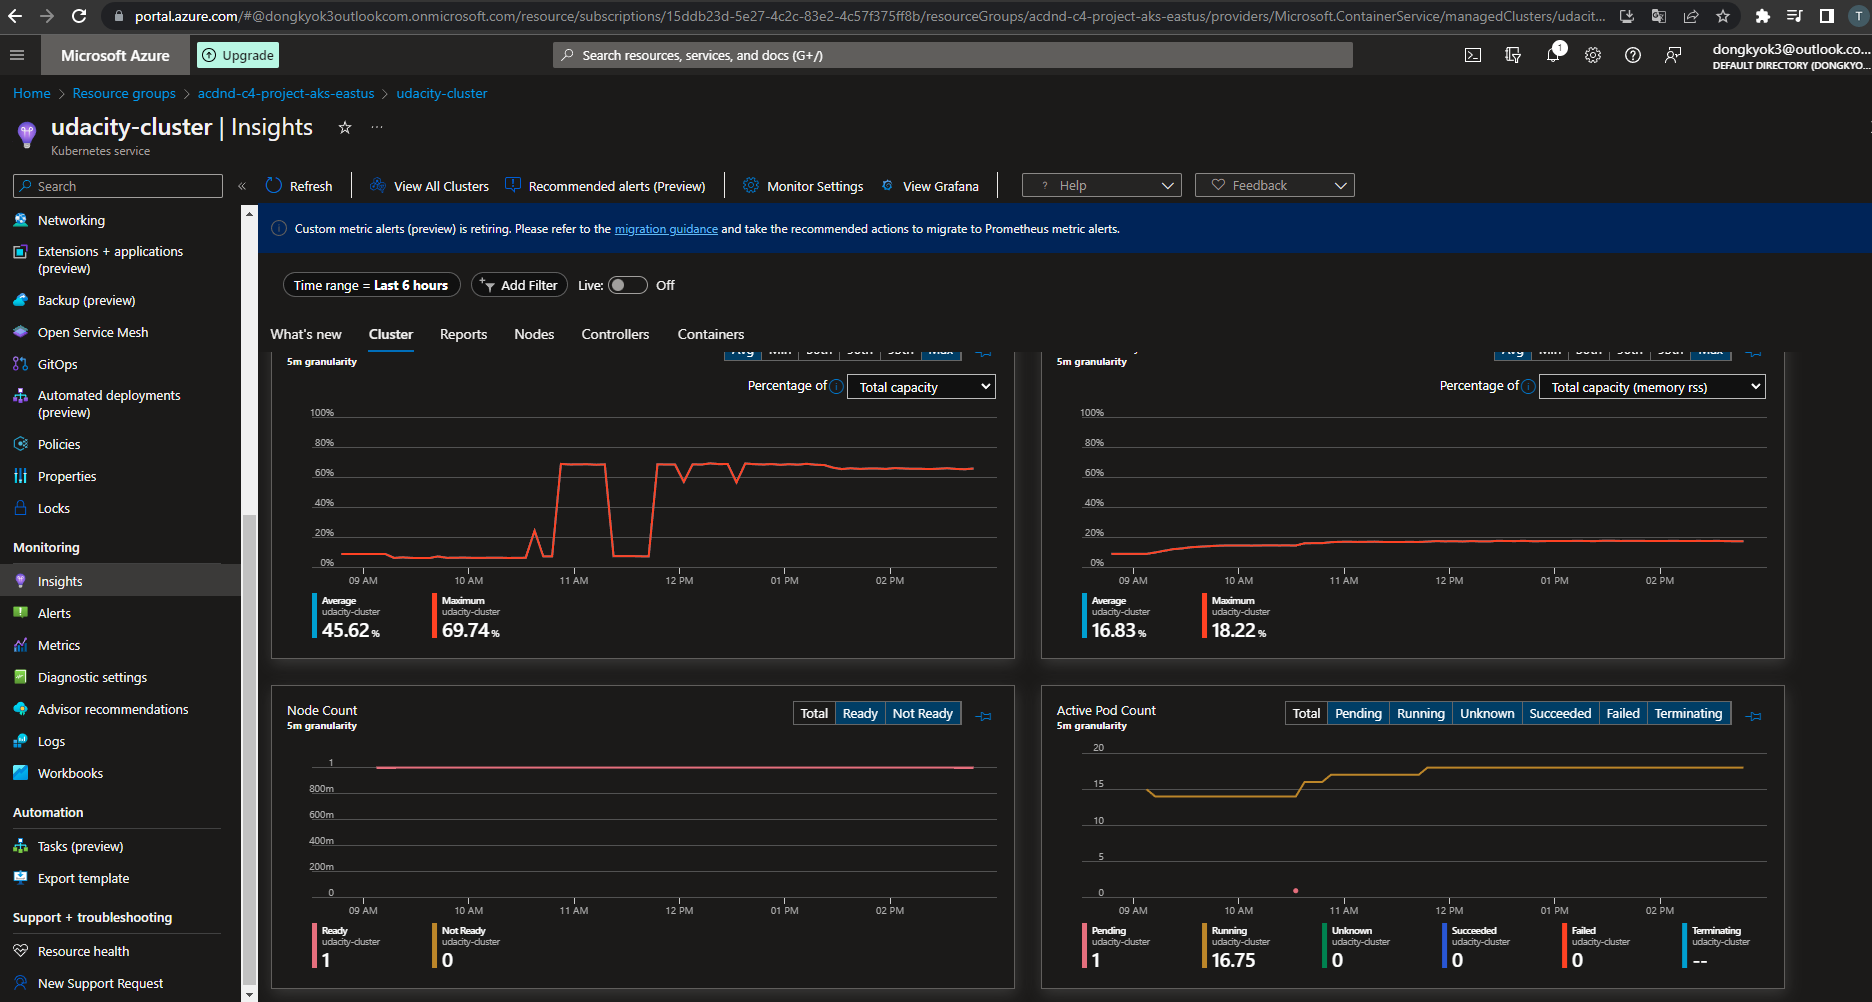 portal.azure.com/#@dongkyok3outlookcom.onmicrosoft.com/resource/subscriptions/15ddb23d-5e27-4c2c-83e2-4c57f375ff8b/resourceGroups/acdnd-c4-project-aks-eastus/providers/Microsoft.ContainerService/managedClusters/udacit...
T
Microsoft Azure
Upgrade
Search resources, services, and docs (G+/)
1
dongkyok3@outlook.co...
DEFAULT DIRECTORY (DONGKYO...
Home > Resource groups > acdnd-c4-project-aks-eastus > udacity-cluster
udacity-cluster | Insights
Kubernetes service
Search
Refresh
View All Clusters
Recommended alerts (Preview)
Monitor Settings
View Grafana
? Help
Feedback
Networking
Extensions + applications
(preview)
Backup (preview)
Open Service Mesh
GitOps
Automated deployments
(preview)
Policies
Properties
Locks
Monitoring
Insights
Alerts
Metrics
Diagnostic settings
Advisor recommendations
Logs
Workbooks
Automation
Tasks (preview)
Export template
Support + troubleshooting
Resource health
New Support Request
Custom metric alerts (preview) is retiring. Please refer to the migration guidance and take the recommended actions to migrate to Prometheus metric alerts.
Time range = Last 6 hours
Add Filter
Live: Off
What's new
Cluster
Reports
Nodes
Controllers
Containers
5m granularity
Avg Min 50th 90th 95th Max
Percentage of Total capacity
100%
80%
60%
40%
20%
0%
09 AM 10 AM 11 AM 12 PM 01 PM 02 PM
Average
udacity-cluster
45.62 %
Maximum
udacity-cluster
69.74 %
5m granularity
Avg Min 50th 90th 95th Max
Percentage of Total capacity (memory rss)
100%
80%
60%
40%
20%
0%
09 AM 10 AM 11 AM 12 PM 01 PM 02 PM
Average
udacity-cluster
16.83 %
Maximum
udacity-cluster
18.22 %
Node Count
5m granularity
Total Ready Not Ready
1
800m
600m
400m
200m
0
09 AM 10 AM 11 AM 12 PM 01 PM 02 PM
Ready
udacity-cluster
1
Not Ready
udacity-cluster
0
Active Pod Count
5m granularity
Total Pending Running Unknown Succeeded Failed Terminating
20
15
10
5
0
09 AM 10 AM 11 AM 12 PM 01 PM 02 PM
Pending
udacity-cluster
1
Running
udacity-cluster
16.75
Unknown
udacity-cluster
0
Succeeded
udacity-cluster
0
Failed
udacity-cluster
0
Terminating
udacity-cluster
--